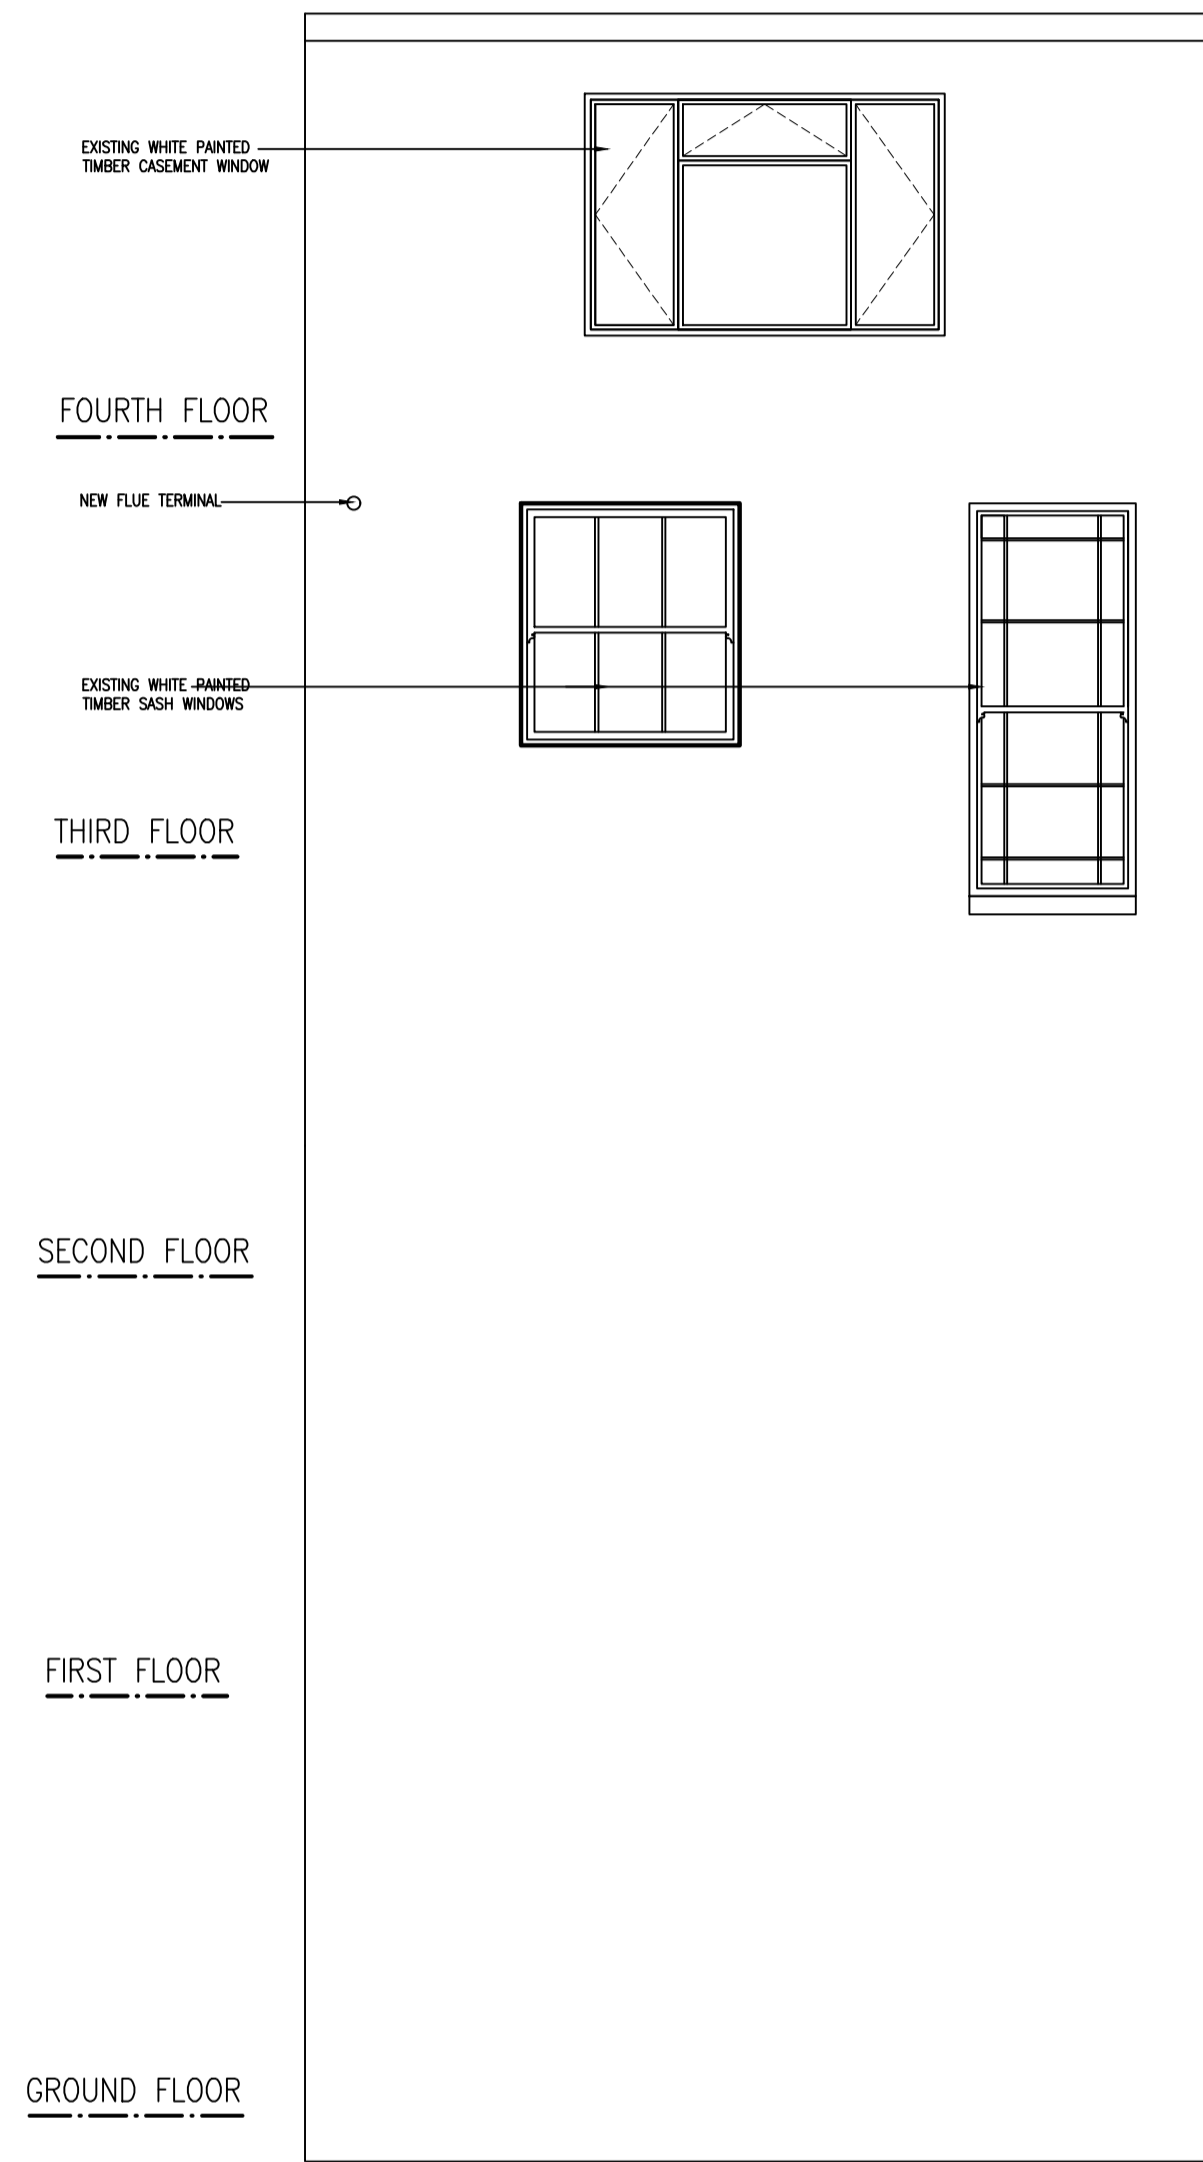 EXISTING WHITE PAINTED
TIMBER CASEMENT WINDOW
FOURTH FLOOR
NEW FLUE TERMINAL
EXISTING WHITE PAINTED
TIMBER SASH WINDOWS
THIRD FLOOR
SECOND FLOOR
FIRST FLOOR
GROUND FLOOR